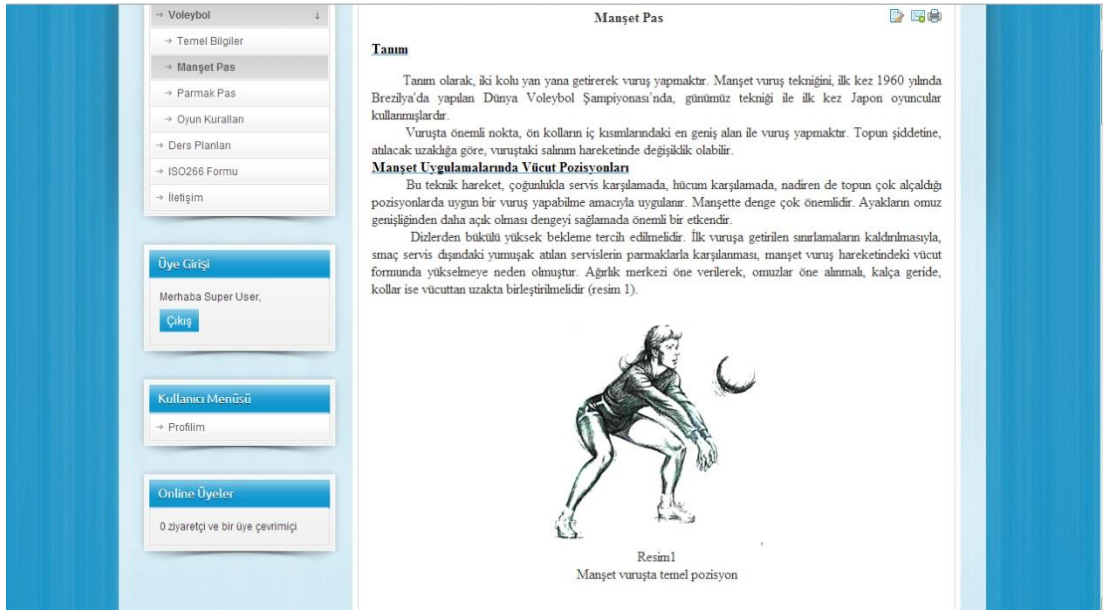 Voleybol
Temel Bilgiler
Manşet Pas
Parmak Pas
Oyun Kuralları
Ders Planları
ISO266 Formu
İletişim
Üye Girişi
Merhaba Super User,
Çıkış
Kullanıcı Menüsü
Profilim
Online Üyeler
0 ziyaretçi ve bir üye çevrimiçi
Manşet Pas
Tanım
Tanım olarak, iki kolu yan yana getirerek vuruş yapmaktır. Manşet vuruş tekniğini, ilk kez 1960 yılında
Brezilya'da yapılan Dünya Voleybol Şampiyonası'nda, günümüz tekniği ile ilk kez Japon oyuncular
kullanmışlardır.
Vuruşta önemli nokta, ön kolların iç kısımlarındaki en geniş alan ile vuruş yapmaktır. Topun şiddetine,
atılacak uzaklığa göre, vuruştaki salınım hareketinde değişiklik olabilir.
Manşet Uygulamalarında Vücut Pozisyonları
Bu teknik hareket, çoğunlukla servis karşılamada, hücum karşılamada, nadiren de topun çok alçaldığı
pozisyonlarda uygun bir vuruş yapabilme amacıyla uygulanır. Manşette denge çok önemlidir. Ayakların omuz
genişliğinden daha açık olması dengeyi sağlamada önemli bir etkendir.
Dizlerden bükülü yüksek bekleme tercih edilmelidir. İlk vuruşa getirilen sınırlamaların kaldırılmasıyla,
smaç servis dışındaki yumuşak atılan servislerin parmaklarla karşılanması, manşet vuruş hareketindeki vücut
formunda yükselmeye neden olmuştur. Ağırlık merkezi öne verilerek, omuzlar öne alınmalı, kalça geride,
kollar ise vücuttan uzakta birleştirilmelidir (resim 1).
Resim1
Manşet vuruşta temel pozisyon